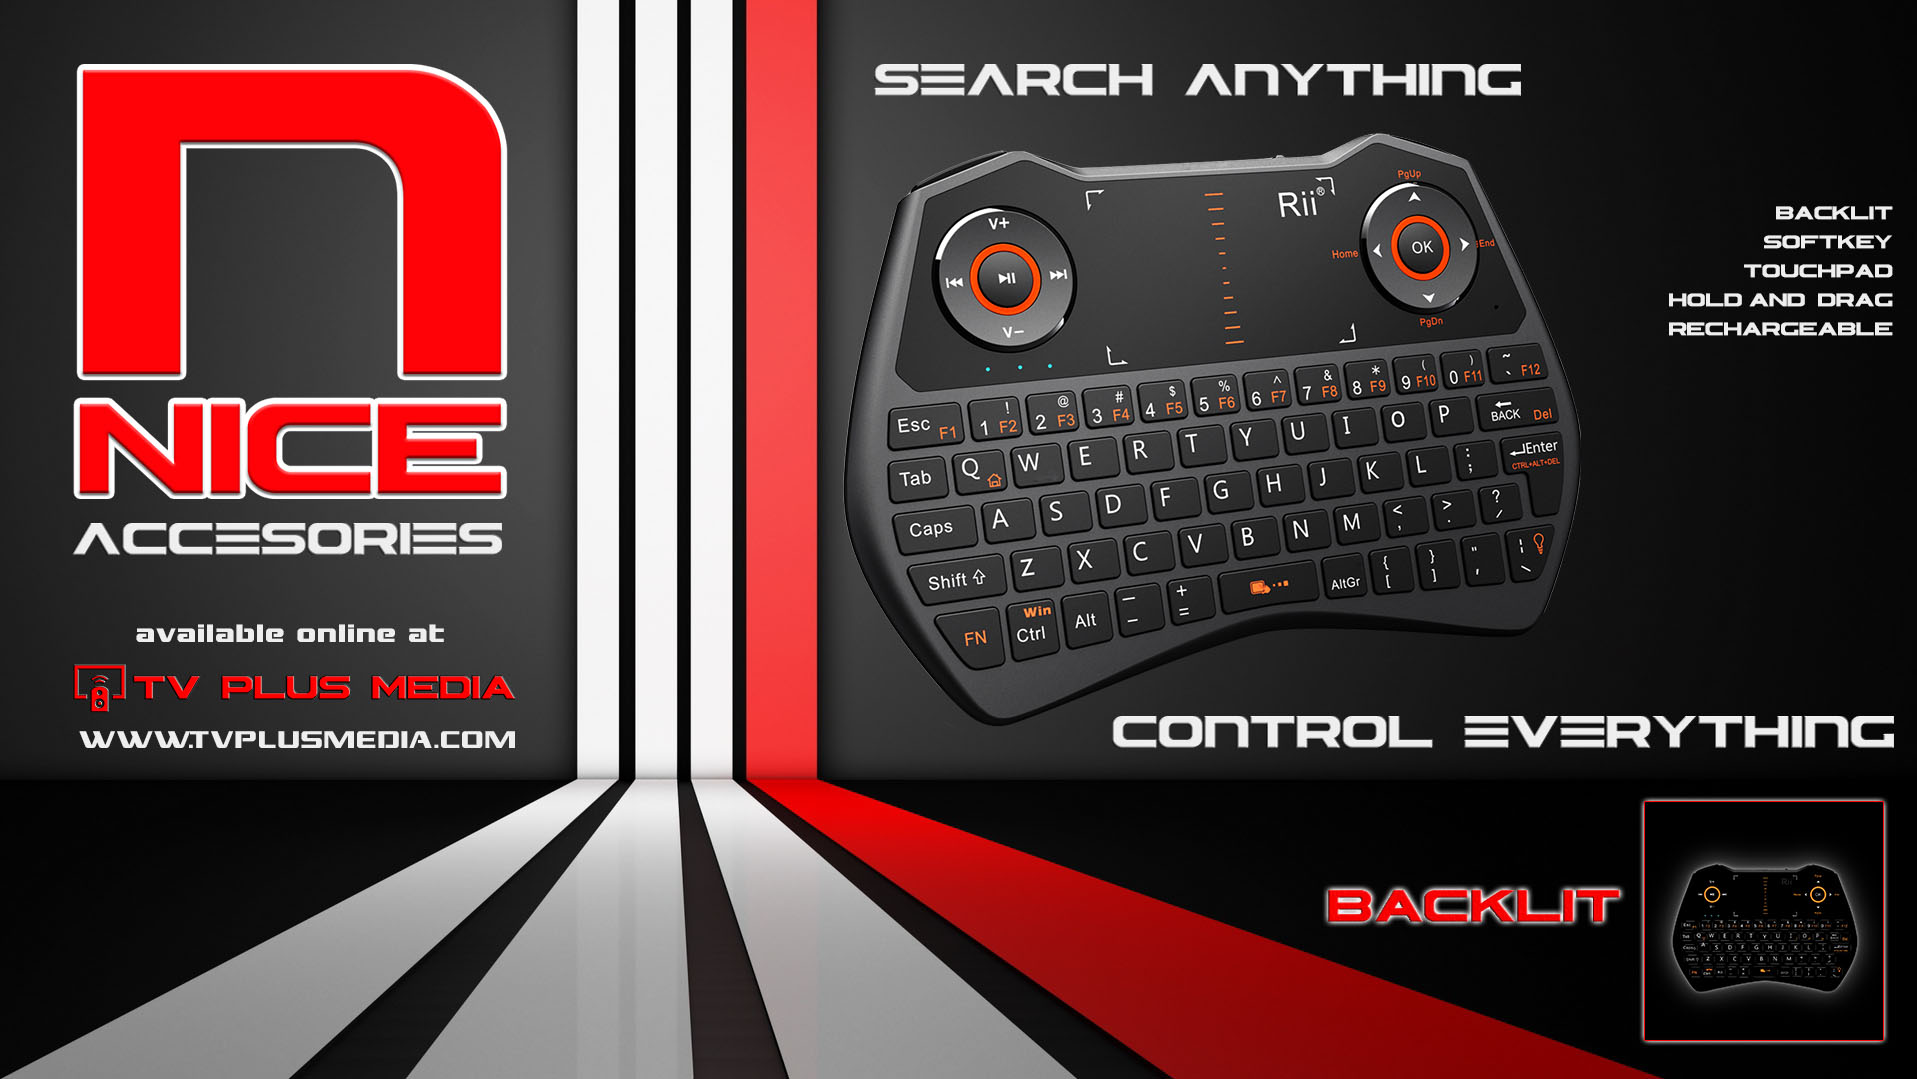 n
NICE
ACCESORIES
available online at
TV PLUS MEDIA
WWW.TVPLUSMEDIA.COM
SEARCH ANYTHING
Rii®
PgUp
Home
OK
End
PgDn
V+
V-
Esc F1
! 1 F2
@ 2 F3
# 3 F4
$ 4 F5
% 5 F6
^ 6 F7
& 7 F8
* 8 F9
( 9 F10
) 0 F11
~ ` F12
Tab Q W E R T Y U I O P BACK Del
Caps A S D F G H J K L : ; Enter
CTRL+ALT+DEL
Shift Z X C V B N M < , > . ? /
FN Win Ctrl Alt _ - + = AltGr { [ } ] " ' ¦ \
BACKLIT
SOFTKEY
TOUCHPAD
HOLD AND DRAG
RECHARGEABLE
CONTROL EVERYTHING
BACKLIT